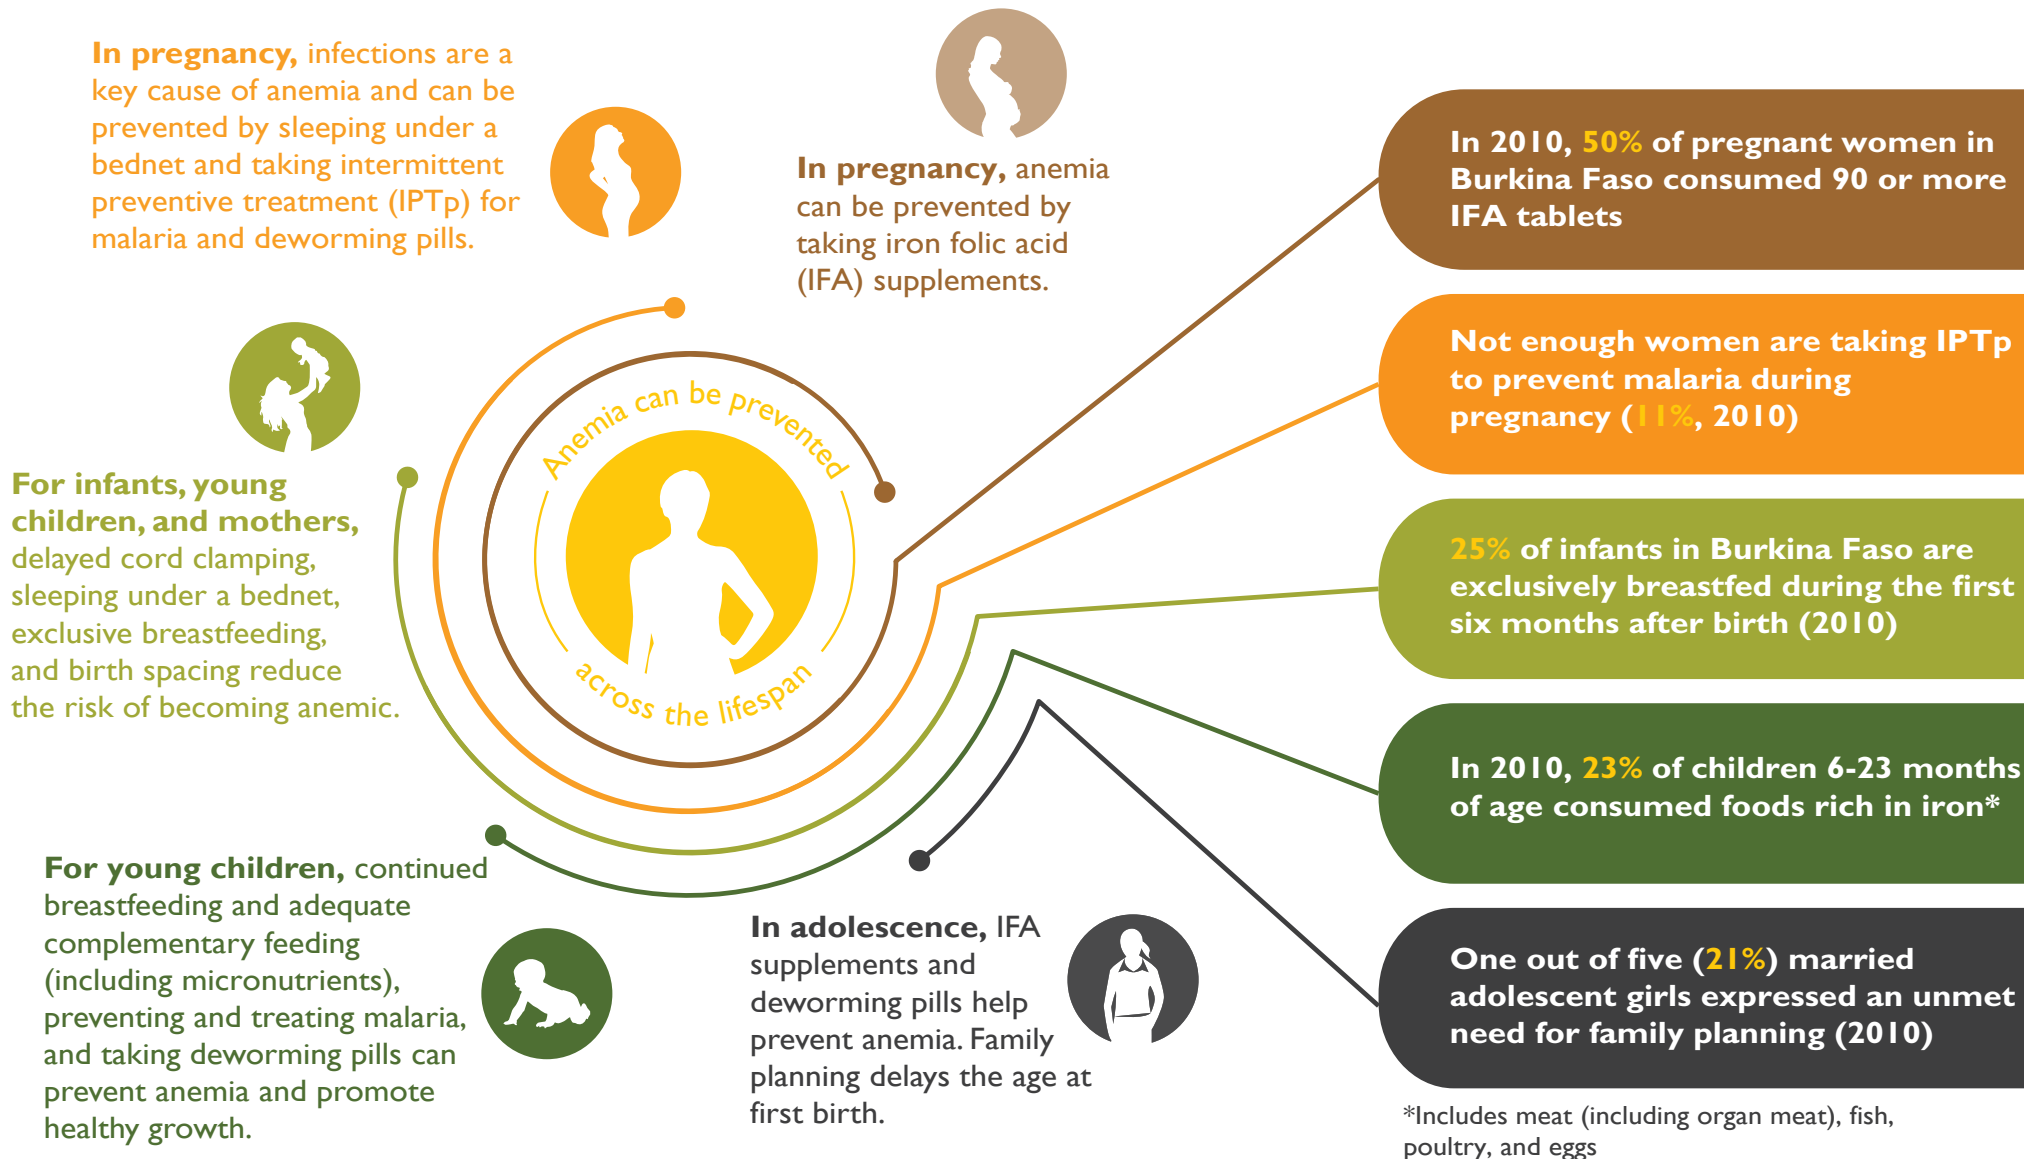 In pregnancy, infections are a
key cause of anemia and can be
prevented by sleeping under a
bednet and taking intermittent
preventive treatment (IPTp) for
malaria and deworming pills.
In pregnancy, anemia
can be prevented by
taking iron folic acid
(IFA) supplements.
For infants, young
children, and mothers,
delayed cord clamping,
sleeping under a bednet,
exclusive breastfeeding,
and birth spacing reduce
the risk of becoming anemic.
Anemia can be prevented
across the lifespan
For young children, continued
breastfeeding and adequate
complementary feeding
(including micronutrients),
preventing and treating malaria,
and taking deworming pills can
prevent anemia and promote
healthy growth.
In adolescence, IFA
supplements and
deworming pills help
prevent anemia. Family
planning delays the age at
first birth.
In 2010, 50% of pregnant women in
Burkina Faso consumed 90 or more
IFA tablets
Not enough women are taking IPTp
to prevent malaria during
pregnancy (11%, 2010)
25% of infants in Burkina Faso are
exclusively breastfed during the first
six months after birth (2010)
In 2010, 23% of children 6-23 months
of age consumed foods rich in iron*
One out of five (21%) married
adolescent girls expressed an unmet
need for family planning (2010)
*Includes meat (including organ meat), fish,
poultry, and eggs